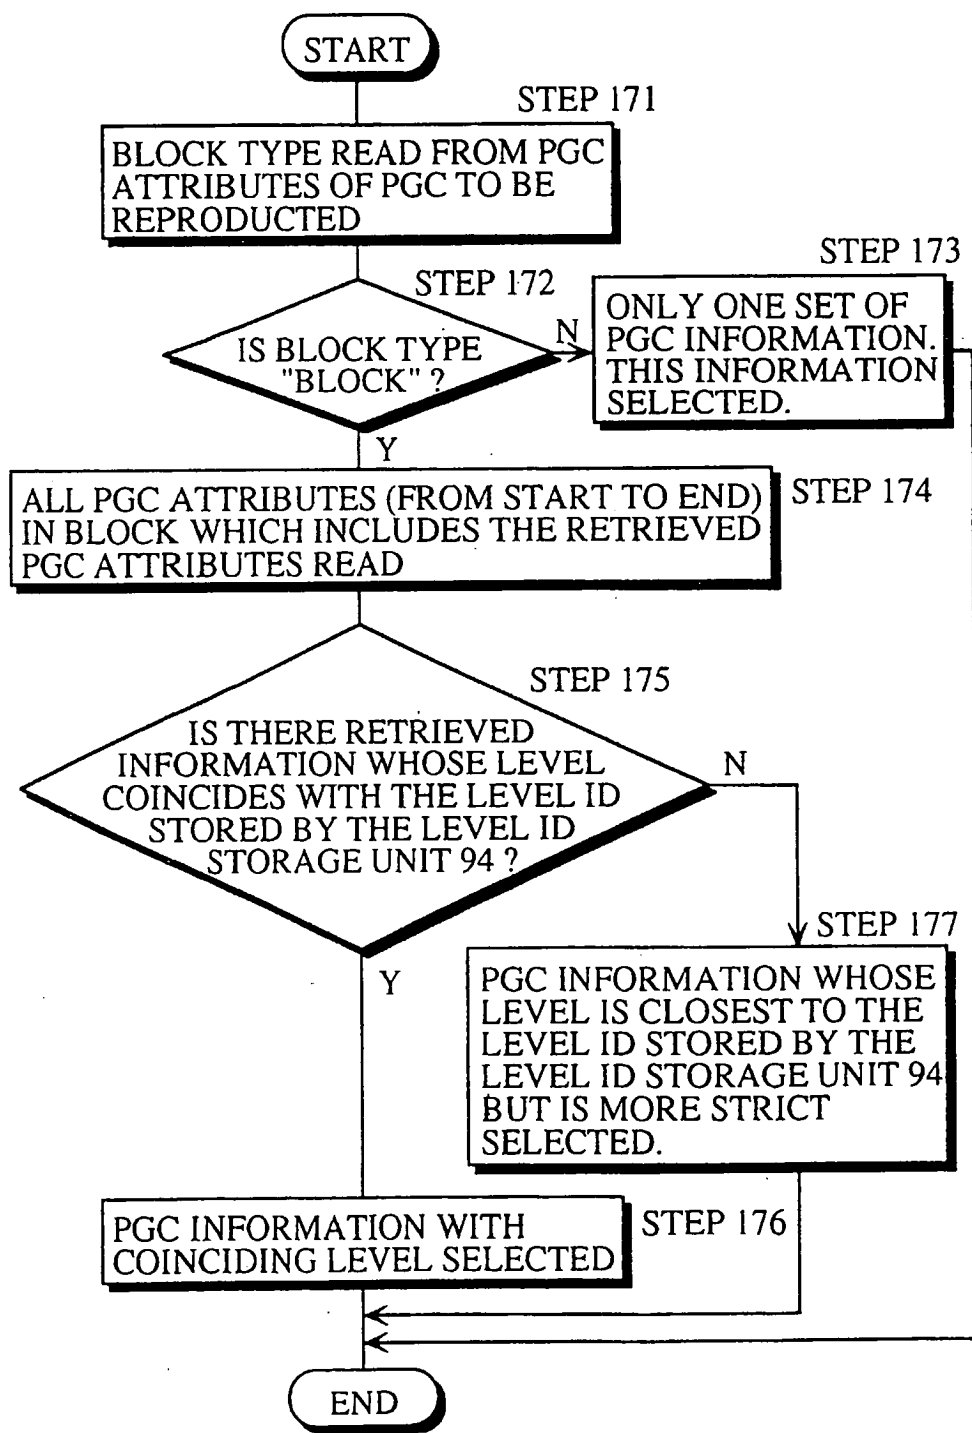 START
STEP 171
BLOCK TYPE READ FROM PGC
ATTRIBUTES OF PGC TO BE
REPRODUCTED
STEP 172
IS BLOCK TYPE
"BLOCK" ?
N
STEP 173
ONLY ONE SET OF
PGC INFORMATION.
THIS INFORMATION
SELECTED.
Y
ALL PGC ATTRIBUTES (FROM START TO END)
IN BLOCK WHICH INCLUDES THE RETRIEVED
PGC ATTRIBUTES READ
STEP 174
STEP 175
IS THERE RETRIEVED
INFORMATION WHOSE LEVEL
COINCIDES WITH THE LEVEL ID
STORED BY THE LEVEL ID
STORAGE UNIT 94 ?
N
STEP 177
Y
PGC INFORMATION WHOSE
LEVEL IS CLOSEST TO THE
LEVEL ID STORED BY THE
LEVEL ID STORAGE UNIT 94
BUT IS MORE STRICT
SELECTED.
PGC INFORMATION WITH
COINCIDING LEVEL SELECTED
STEP 176
END